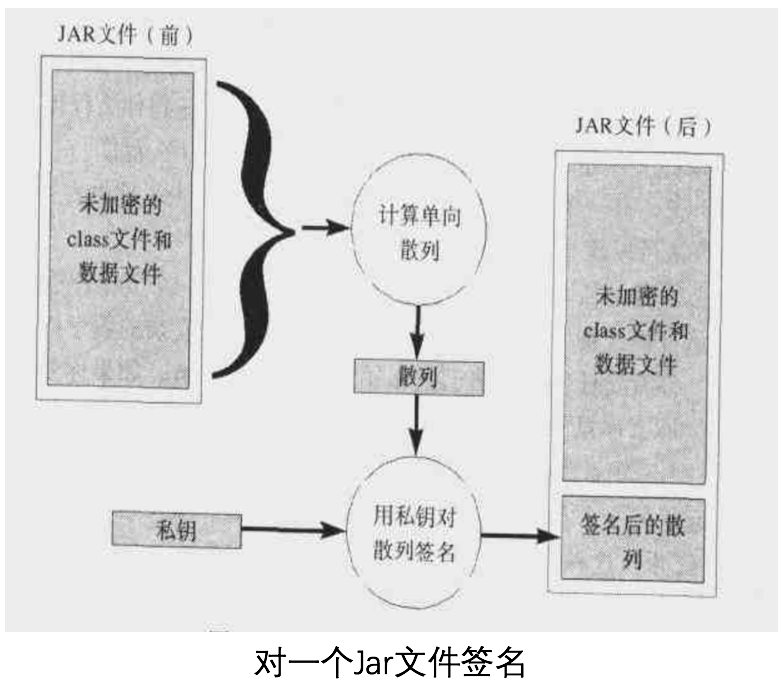 JAR文件（前）
未加密的
class文件和
数据文件
计算单向
散列
散列
私钥
用私钥对
散列签名
JAR文件（后）
未加密的
class文件和
数据文件
签名后的散
列
对一个Jar文件签名